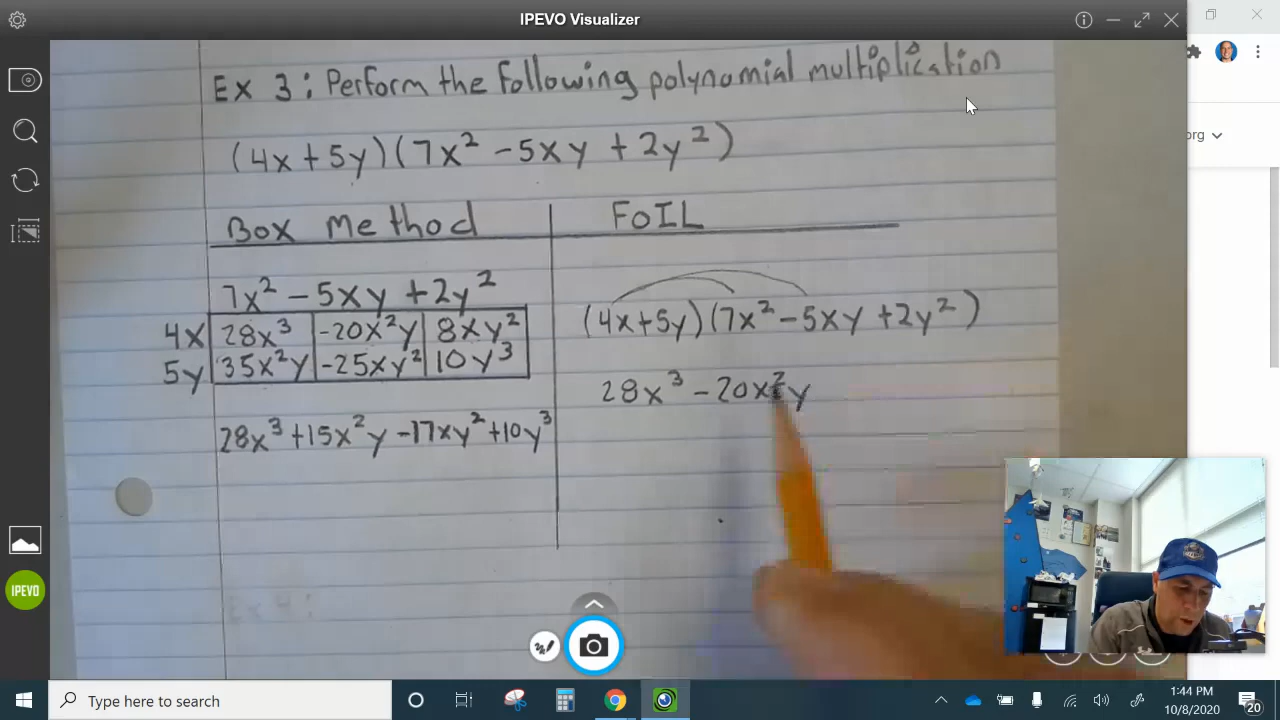 IPEVO Visualizer
Ex 3: Perform the following polynomial multiplication
(4x+5y)(7x² -5xy +2y²)
Box Method
7x² -5xy +2y²
4x 28x³ -20x²y 8xy²
5y 35x²y -25xy² 10y³
28x³ +15x²y -17xy² +10y³
FOIL
(4x+5y)(7x² -5xy +2y²)
28x³ -20x²y
Ex 4:
IPEVO
org
Type here to search
1:44 PM
10/8/2020
20